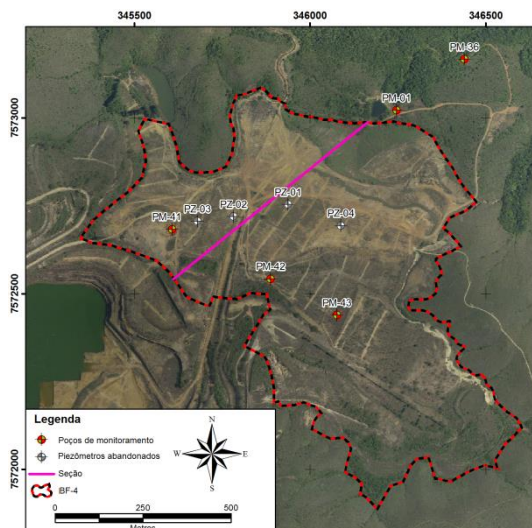 345500 346000 346500
7573000
7572500
7572000
PM-36
PM-01
PZ-01
PZ-02
PZ-03
PM-41
PZ-04
PM-42
PM-43
Legenda
Poços de monitoramento
Piezômetros abandonados
Seção
BF-4
N
W E
S
0 250 500
Metros